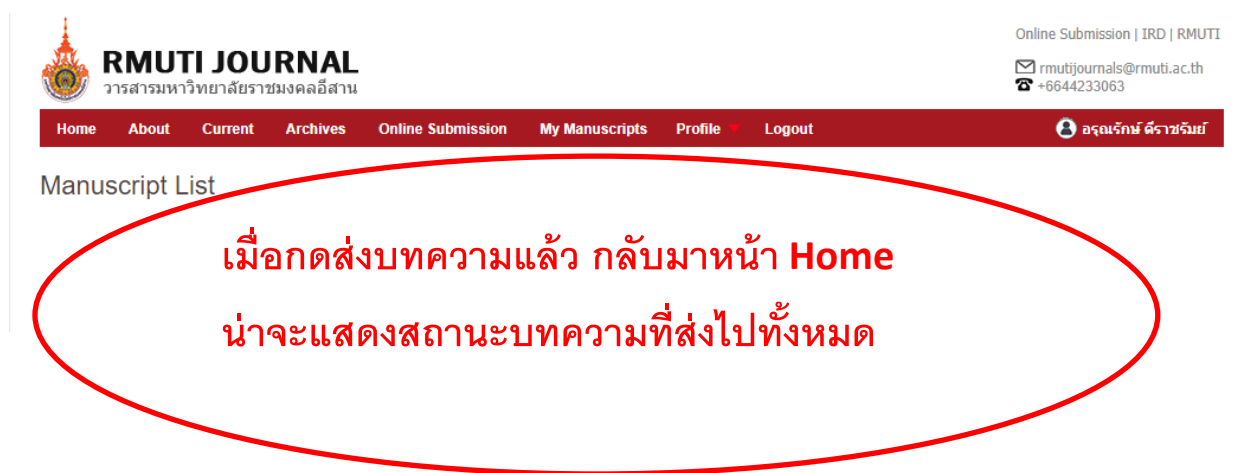 Online Submission | IRD | RMUTI
RMUTI JOURNAL
วารสารมหาวิทยาลัยราชมงคลอีสาน
rmutijournals@rmuti.ac.th
+6644233063
Home About Current Archives Online Submission My Manuscripts Profile Logout อรุณรักษ์ ตีราชรัมย์
Manuscript List
เมื่อกดส่งบทความแล้ว กลับมาหน้า Home
น่าจะแสดงสถานะบทความที่ส่งไปทั้งหมด